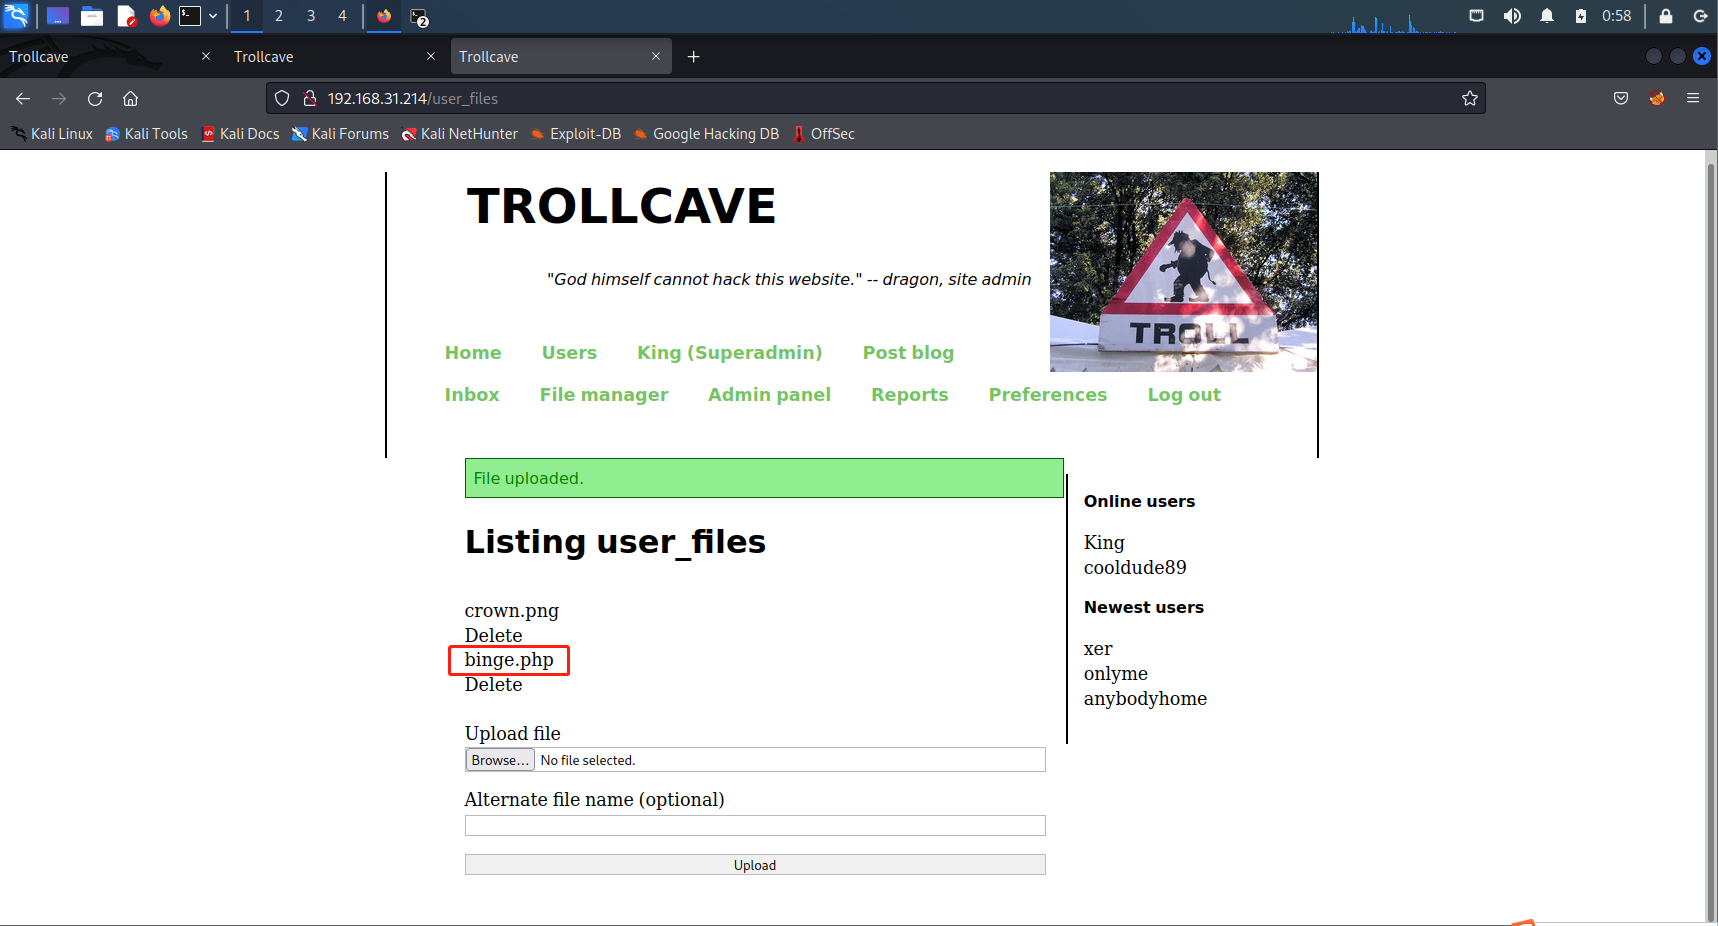 1 2 3 4 2 0:58
Trollcave Trollcave Trollcave
192.168.31.214/user_files
Kali Linux Kali Tools Kali Docs Kali Forums Kali NetHunter Exploit-DB Google Hacking DB OffSec
TROLLCAVE
"God himself cannot hack this website." -- dragon, site admin
TROLL
Home Users King (Superadmin) Post blog
Inbox File manager Admin panel Reports Preferences Log out
File uploaded.
Listing user_files
crown.png
Delete
binge.php
Delete
Upload file
Browse... No file selected.
Alternate file name (optional)
Upload
Online users
King
cooldude89
Newest users
xer
onlyme
anybodyhome